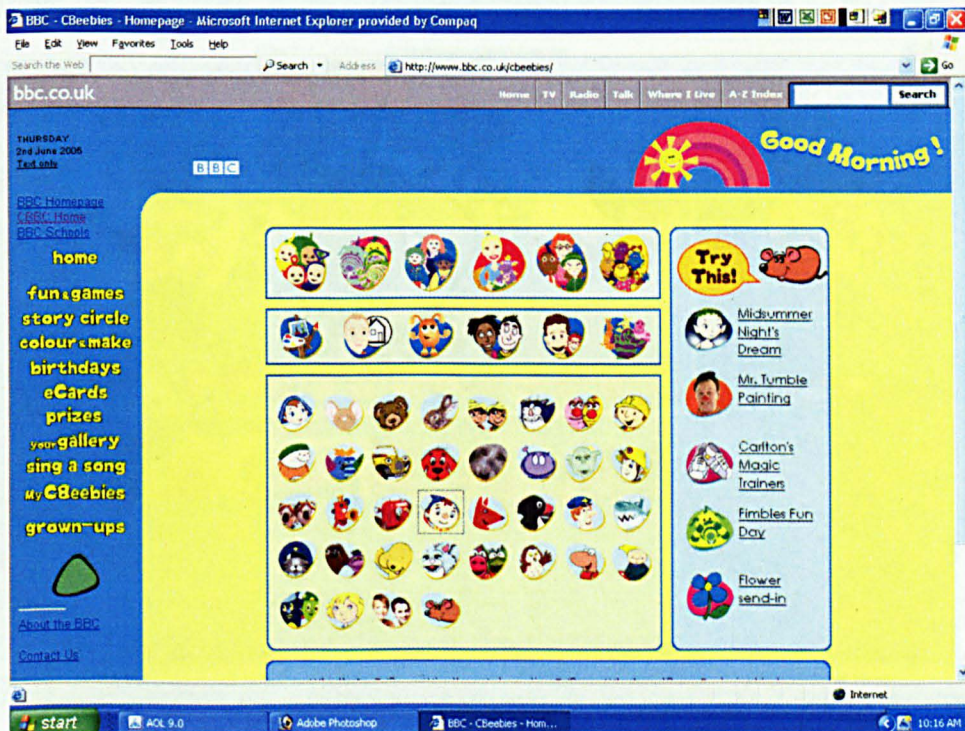 BBC - CBeebies - Homepage - Microsoft Internet Explorer provided by Compaq
File Edit View Favorites Tools Help
Search the Web Search Address http://www.bbc.co.uk/cbeebies/ Go
bbc.co.uk Home TV Radio Talk Where I Live A-Z Index Search
THURSDAY
2nd June 2005
Text only
BBC
Good Morning!
BBC Homepage
CBBC Home
BBC Schools
home
fun & games
story circle
colour & make
birthdays
eCards
prizes
your gallery
sing a song
My CBeebies
grown-ups
About the BBC
Contact Us
Try
This!
Midsummer
Night's
Dream
Mr. Tumble
Painting
Carlton's
Magic
Trainers
Fimbles Fun
Day
Flower
send-in
Internet
start AOL 9.0 Adobe Photoshop BBC - CBeebies - Hom... 10:16 AM